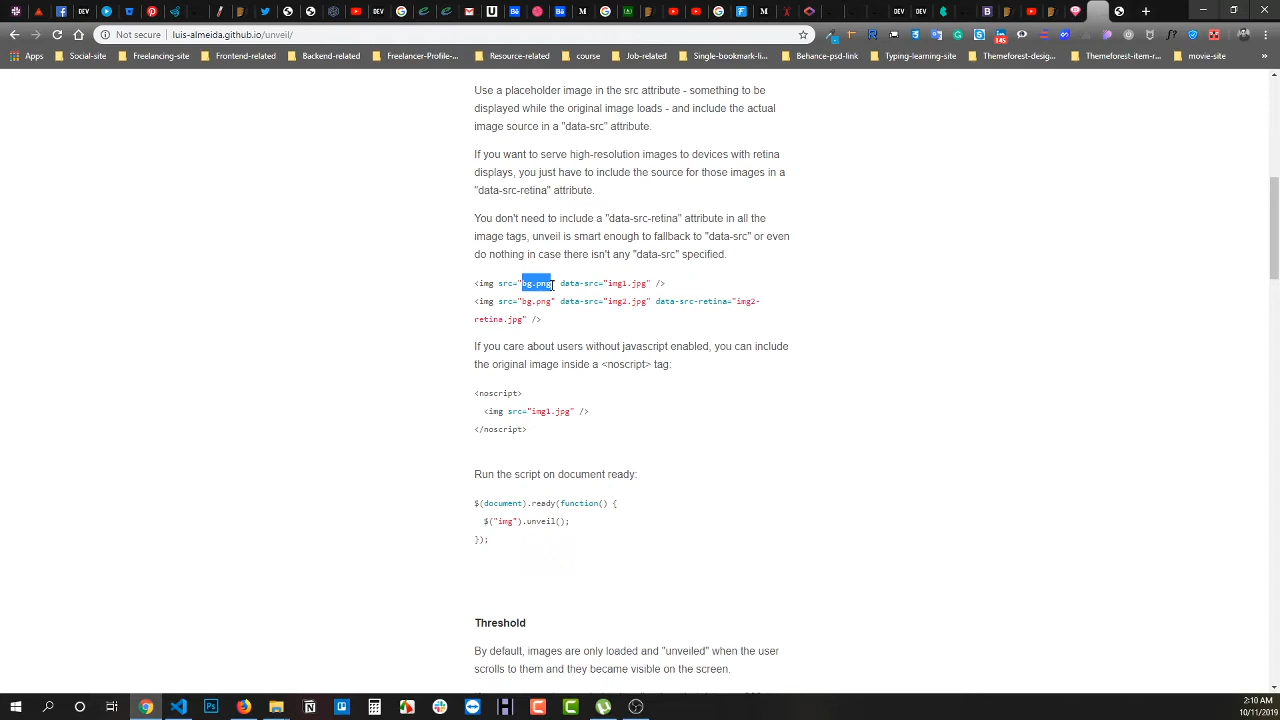 Not secure
luis-almeida.github.io/unveil/
Apps
Social-site
Freelancing-site
Frontend-related
Backend-related
Freelancer-Profile-...
Resource-related
course
Job-related
Single-bookmark-li...
Behance-psd-link
Typing-learning-site
Themeforest-desig...
Themeforest-item-r...
movie-site
Use a placeholder image in the src attribute - something to be
displayed while the original image loads - and include the actual
image source in a "data-src" attribute.
If you want to serve high-resolution images to devices with retina
displays, you just have to include the source for those images in a
"data-src-retina" attribute.
You don't need to include a "data-src-retina" attribute in all the
image tags, unveil is smart enough to fallback to "data-src" or even
do nothing in case there isn't any "data-src" specified.
<img src="bg.png" data-src="img1.jpg" />
<img src="bg.png" data-src="img2.jpg" data-src-retina="img2-
retina.jpg" />
If you care about users without javascript enabled, you can include
the original image inside a <noscript> tag:
<noscript>
<img src="img1.jpg" />
</noscript>
Run the script on document ready:
$(document).ready(function() {
$("img").unveil();
});
Threshold
By default, images are only loaded and "unveiled" when the user
scrolls to them and they became visible on the screen.
2:10 AM
10/11/2019